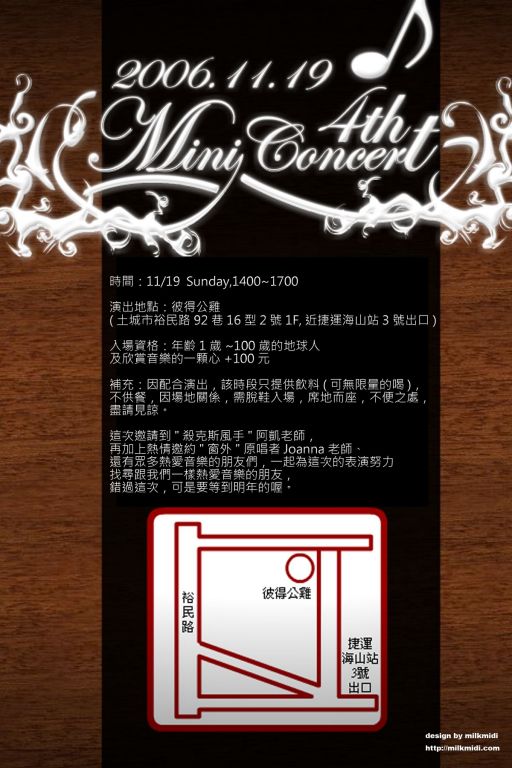 2006.11.19
4th
Mini Concert
時間：11/19 Sunday,1400~1700
演出地點：彼得公雞
( 土城市裕民路 92 巷 16 型 2 號 1F, 近捷運海山站 3 號出口 )
入場資格：年齡 1 歲 ~100 歲的地球人
及欣賞音樂的一顆心 +100 元
補充：因配合演出，該時段只提供飲料 ( 可無限量的喝 )，
不供餐，因場地關係，需脫鞋入場，席地而座，不便之處，
盡請見諒。
這次邀請到 " 殺克斯風手 " 阿凱老師，
再加上熱情邀約 " 窗外 " 原唱者 Joanna 老師、
還有眾多熱愛音樂的朋友們，一起為這次的表演努力
找尋跟我們一樣熱愛音樂的朋友，
錯過這次，可是要等到明年的喔。
彼得公雞
裕民路
捷運
海山站
3號
出口
design by milkmidi
http://milkmidi.com